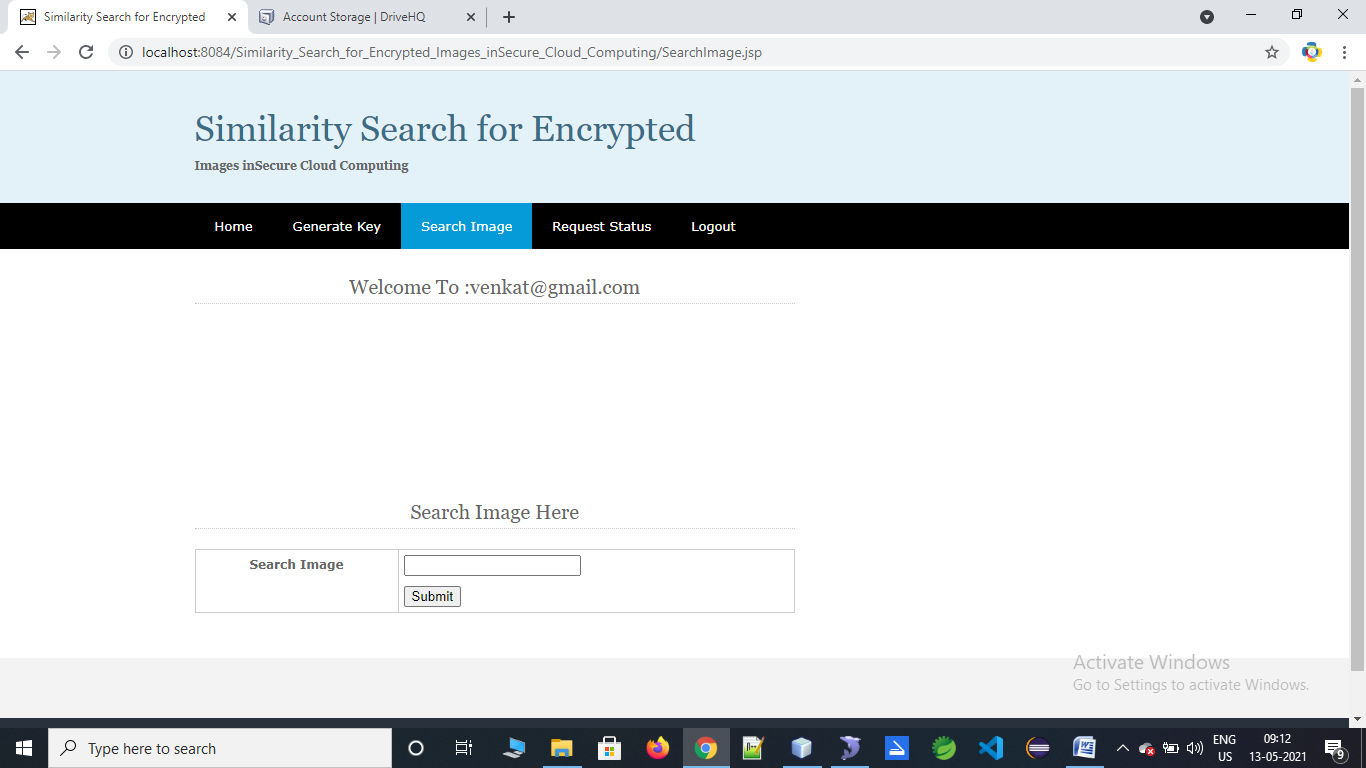 Similarity Search for Encrypted
Account Storage | DriveHQ
localhost:8084/Similarity_Search_for_Encrypted_Images_inSecure_Cloud_Computing/SearchImage.jsp
Similarity Search for Encrypted
Images inSecure Cloud Computing
Home Generate Key Search Image Request Status Logout
Welcome To :venkat@gmail.com
Search Image Here
Search Image
Submit
Activate Windows
Go to Settings to activate Windows.
Type here to search
ENG
US
09:12
13-05-2021
9